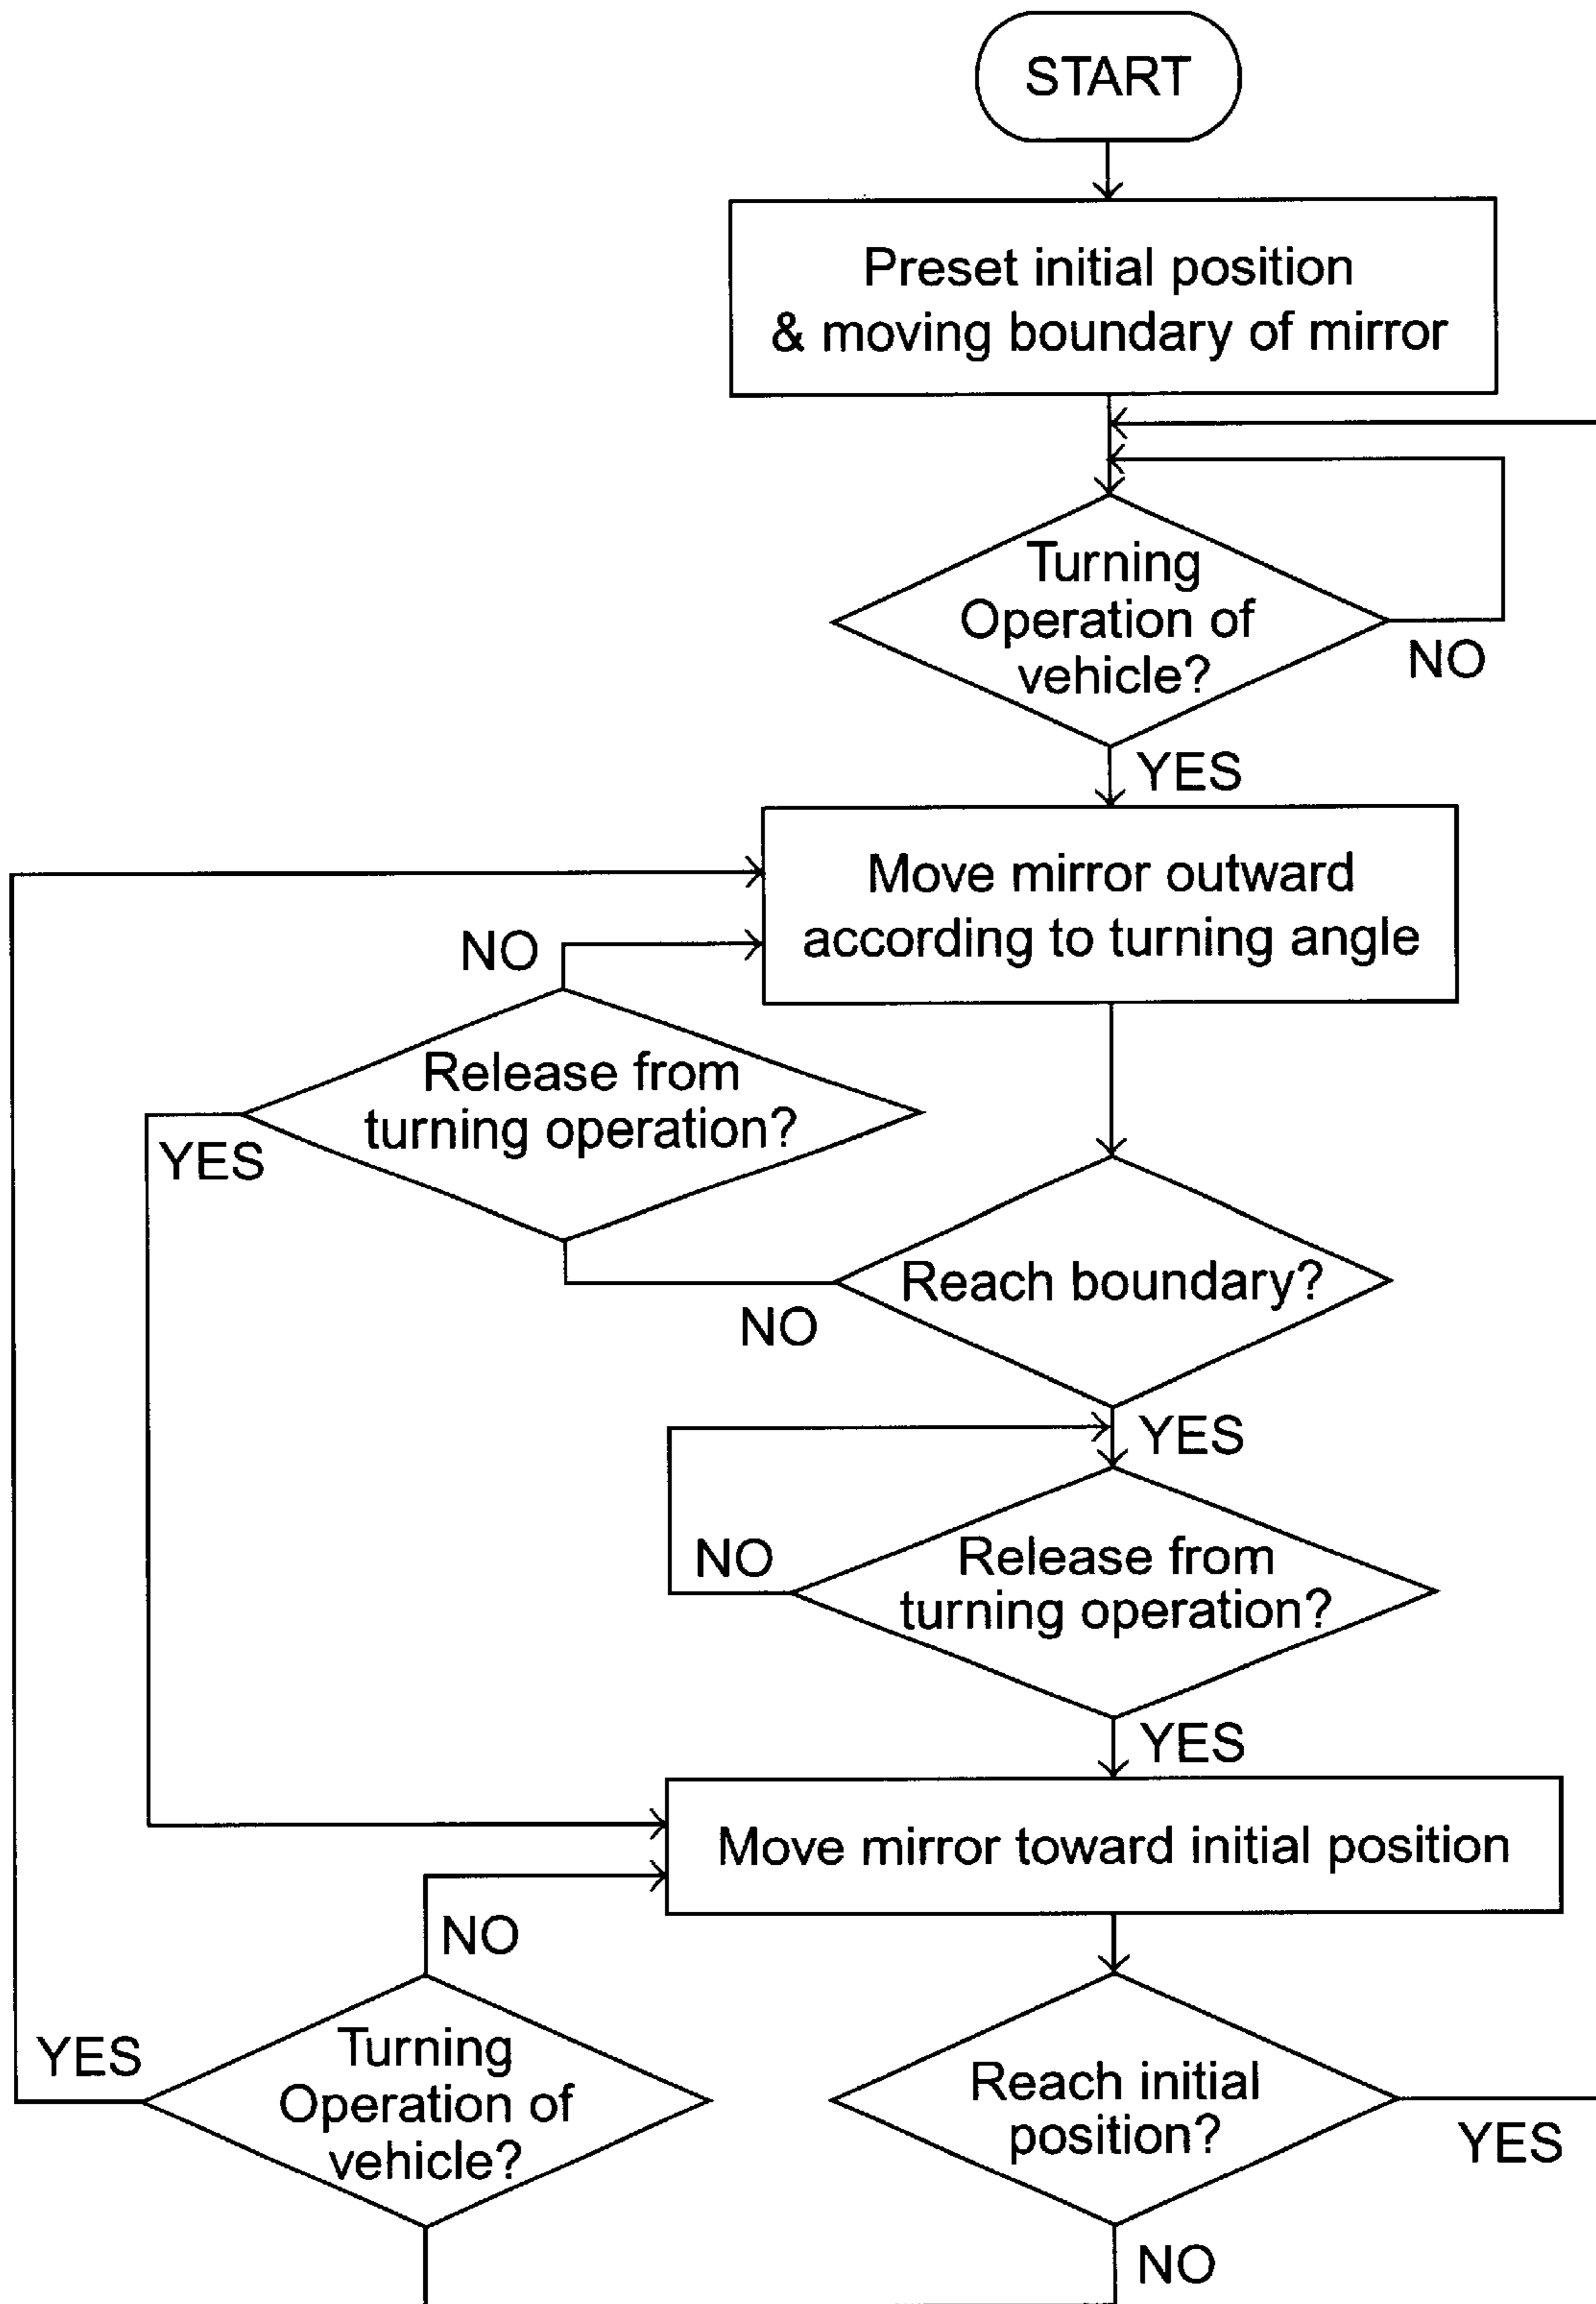 START
Preset initial position
& moving boundary of mirror
Turning
Operation of
vehicle?
NO
YES
Move mirror outward
according to turning angle
NO
Release from
turning operation?
YES
Reach boundary?
NO
YES
Release from
turning operation?
NO
YES
Move mirror toward initial position
NO
Turning
Operation of
vehicle?
YES
Reach initial
position?
YES
NO